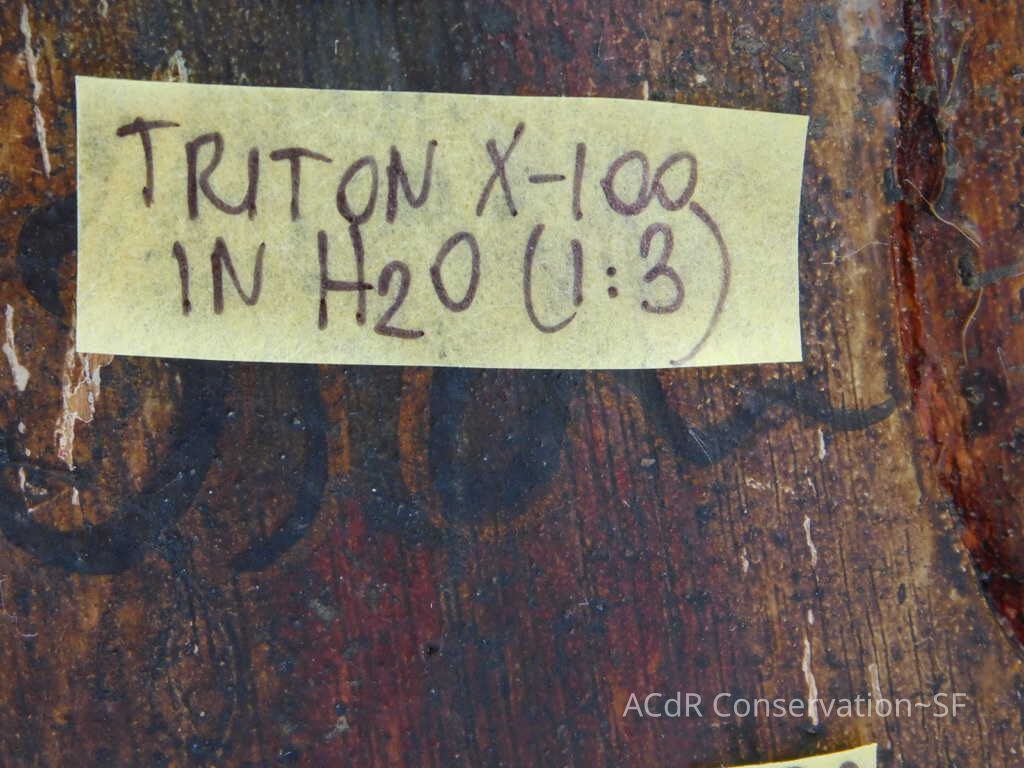 TRITON X-100
IN H2O (1:3)
ACdR Conservation~SF